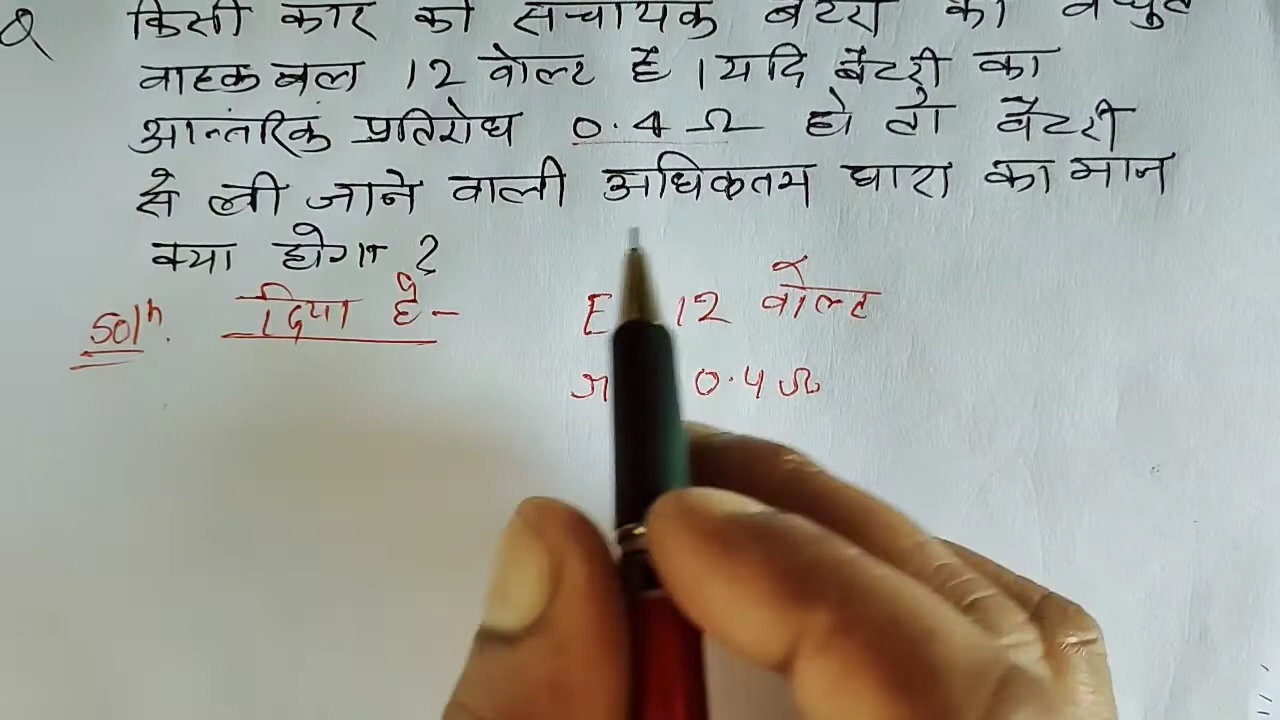 Q किसी कार की संचायक बैटरी का विद्युत
वाहक बल 12 वोल्ट है । यदि बैटरी का
आन्तरिक प्रतिरोध 0.4 Ω हो तो बैटरी
से ली जाने वाली अधिकतम धारा का मान
क्या होगा ?
Solⁿ. दिया है - E 12 वोल्ट
r 0.4 Ω